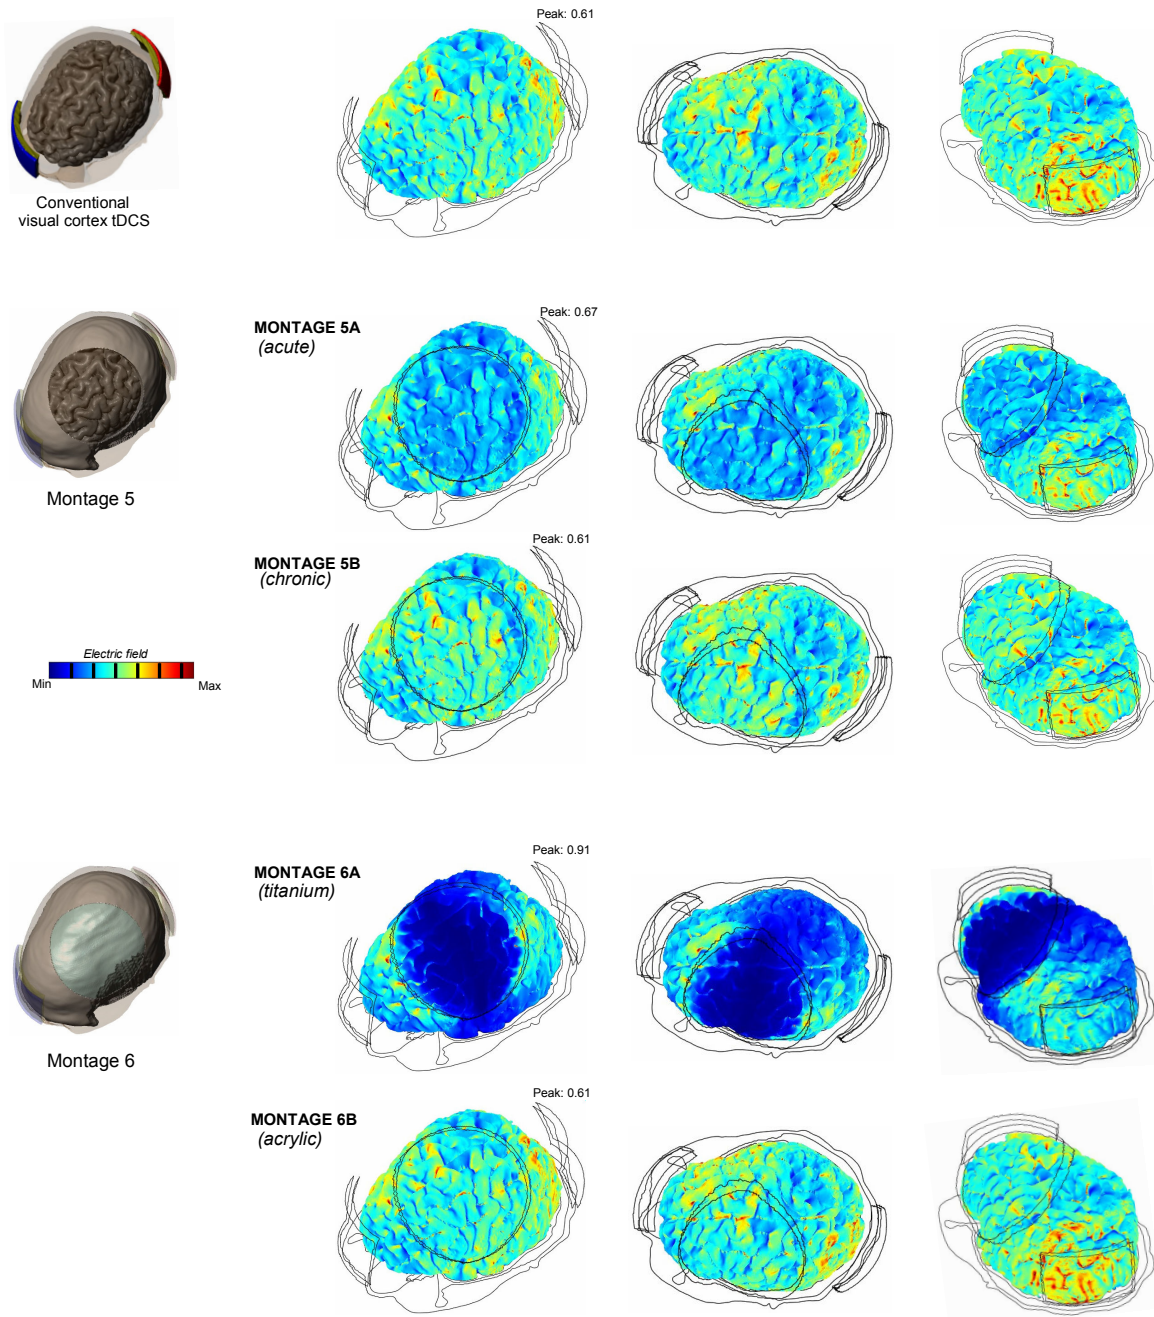 Peak: 0.61
Conventional
visual cortex tDCS
Peak: 0.67
MONTAGE 5A
(acute)
Montage 5
Peak: 0.61
MONTAGE 5B
(chronic)
Electric field
Min
Max
Peak: 0.91
MONTAGE 6A
(titanium)
Montage 6
Peak: 0.61
MONTAGE 6B
(acrylic)